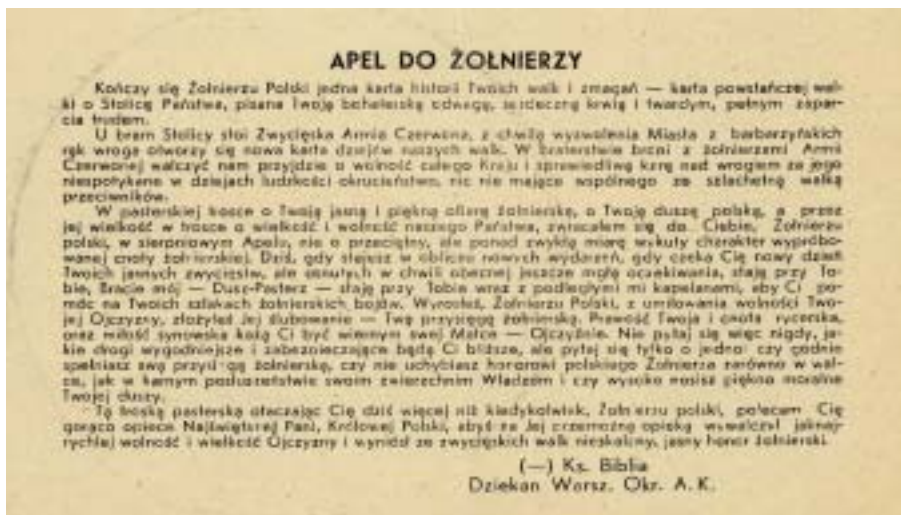 APEL DO ŻOŁNIERZY
Kończy się Żołnierzu Polski jedna karta historii Twoich walk i zmagań — karta powstańczej wal-
ki o Stolicę Państwa, pisana Twoją bohaterską odwagą, serdeczną krwią i twardym, pełnym zapar-
cia trudem.
U bram Stolicy stoi Zwycięska Armia Czerwona, z chwilą wyzwolenia Miasta z barbarzyńskich
rąk wroga otworzy się nowa karta dziejów naszych walk. W braterstwie broni z żołnierzami Armii
Czerwonej walczyć nam przyjdzie o wolność całego Kraju i sprawiedliwą karę nad wrogiem za jego
niespotykane w dziejach ludzkości okrucieństwo, nic nie mające wspólnego ze szlachetną walką
przeciwników.
W pasterskiej trosce o Twoją jasną i piękną ofiarę żołnierską, o Twoją duszę polską, a przez
jej wielkość w trosce o wielkość i wolność naszego Państwa, zwracałem się do Ciebie, Żołnierzu
polski, w sierpniowym Apelu, nie o przeciętny, ale ponad zwykłą miarę wykuty charakter wypróbo-
wanej cnoty żołnierskiej. Dziś, gdy stajesz w obliczu nowych wydarzeń, gdy czeka Cię nowy dzień
Twoich jasnych zwycięstw, ale osnutych w chwili obecnej jeszcze mgłą oczekiwania, staję przy To-
bie, Bracie mój — Dusz-Pasterz — staję przy Tobie wraz z podległymi mi kapelanami, aby Ci po-
móc na Twoich szlakach żołnierskich bojów. Wyrosłeś, Żołnierzu Polski, z umiłowania wolności Two-
jej Ojczyzny, złożyłeś Jej ślubowanie — Twą przysięgę żołnierską. Prawość Twoja i cnota rycerska,
oraz miłość synowska każą Ci być wiernym swej Matce — Ojczyźnie. Nie pytaj się więc nigdy, ja-
kie drogi wygodniejsze i zabezpieczające będą Ci bliższe, ale pytaj się tylko o jedno: czy godnie
spełniasz swą przysięgę żołnierską, czy nie uchybiasz honorowi polskiego Żołnierza zarówno w wal-
ce, jak w karnym posłuszeństwie swoim zwierzchnim Władzom i czy wysoko nosisz piękno moralne
Twojej duszy.
Tą troską pasterską otaczając Cię dziś więcej niż kiedykolwiek, Żołnierzu polski, polecam Cię
gorąco opiece Najświętszej Pani, Królowej Polski, abyś za Jej przemożną opieką wywalczył jaknaj-
rychlej wolność i wielkość Ojczyzny i wyniósł ze zwycięskich walk nieskalany, jasny honor żołnierski.
(—) Ks. Biblia
Dziekan Warsz. Okr. A. K.